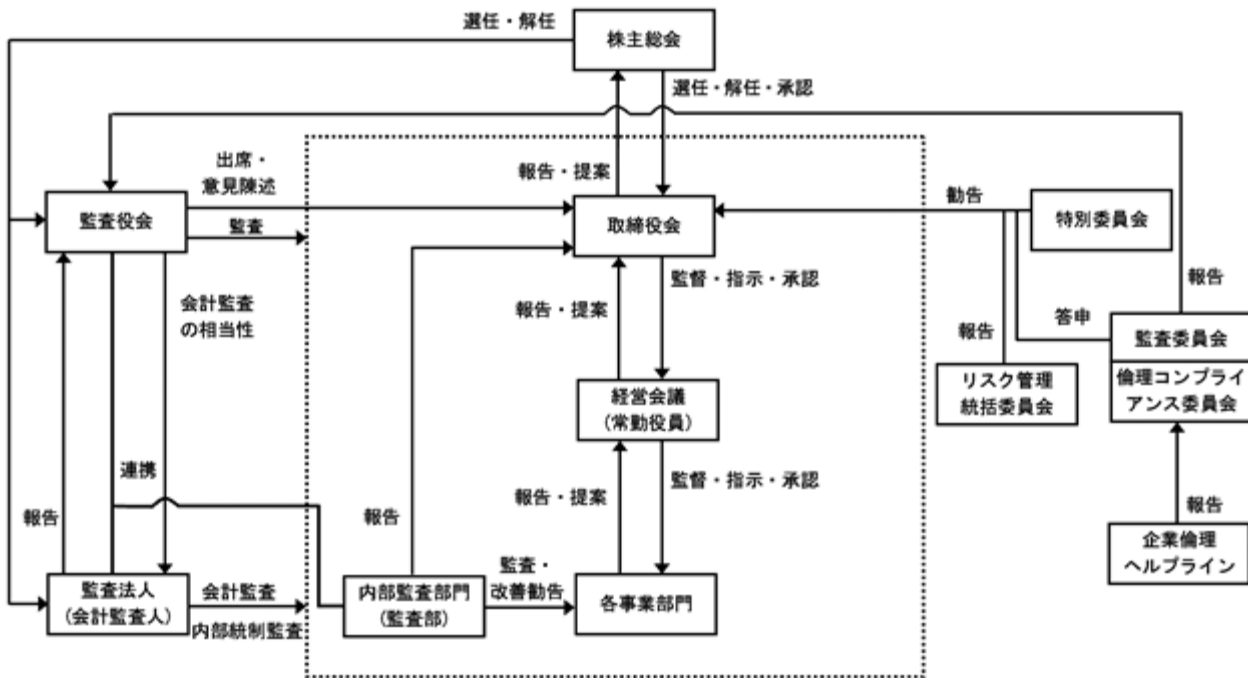 選任・解任
株主総会
選任・解任・承認
出席・
意見陳述
報告・提案
勧告
監査役会
監査
取締役会
特別委員会
会計監査
の相当性
監督・指示・承認
報告・提案
報告
答申
報告
監査委員会
倫理コンプライ
アンス委員会
リスク管理
統括委員会
経営会議
(常勤役員)
連携
監督・指示・承認
報告・提案
報告
報告
報告
企業倫理
ヘルプライン
監査法人
(会計監査人)
会計監査
内部統制監査
内部監査部門
(監査部)
監査・
改善勧告
各事業部門